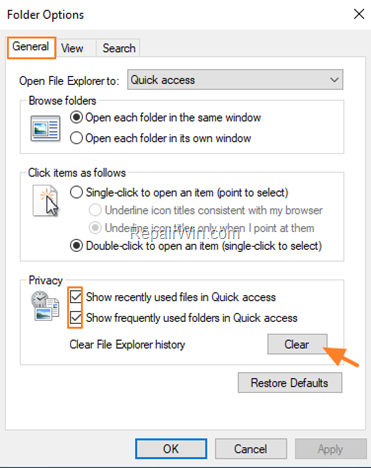 Folder Options
General View Search
Open File Explorer to: Quick access
Browse folders
Open each folder in the same window
Open each folder in its own window
Click items as follows
Single-click to open an item (point to select)
Underline icon titles consistent with my browser
Underline icon titles only when I point at them
RepairWin.com
Double-click to open an item (single-click to select)
Privacy
Show recently used files in Quick access
Show frequently used folders in Quick access
Clear File Explorer history Clear
Restore Defaults
OK Cancel Apply